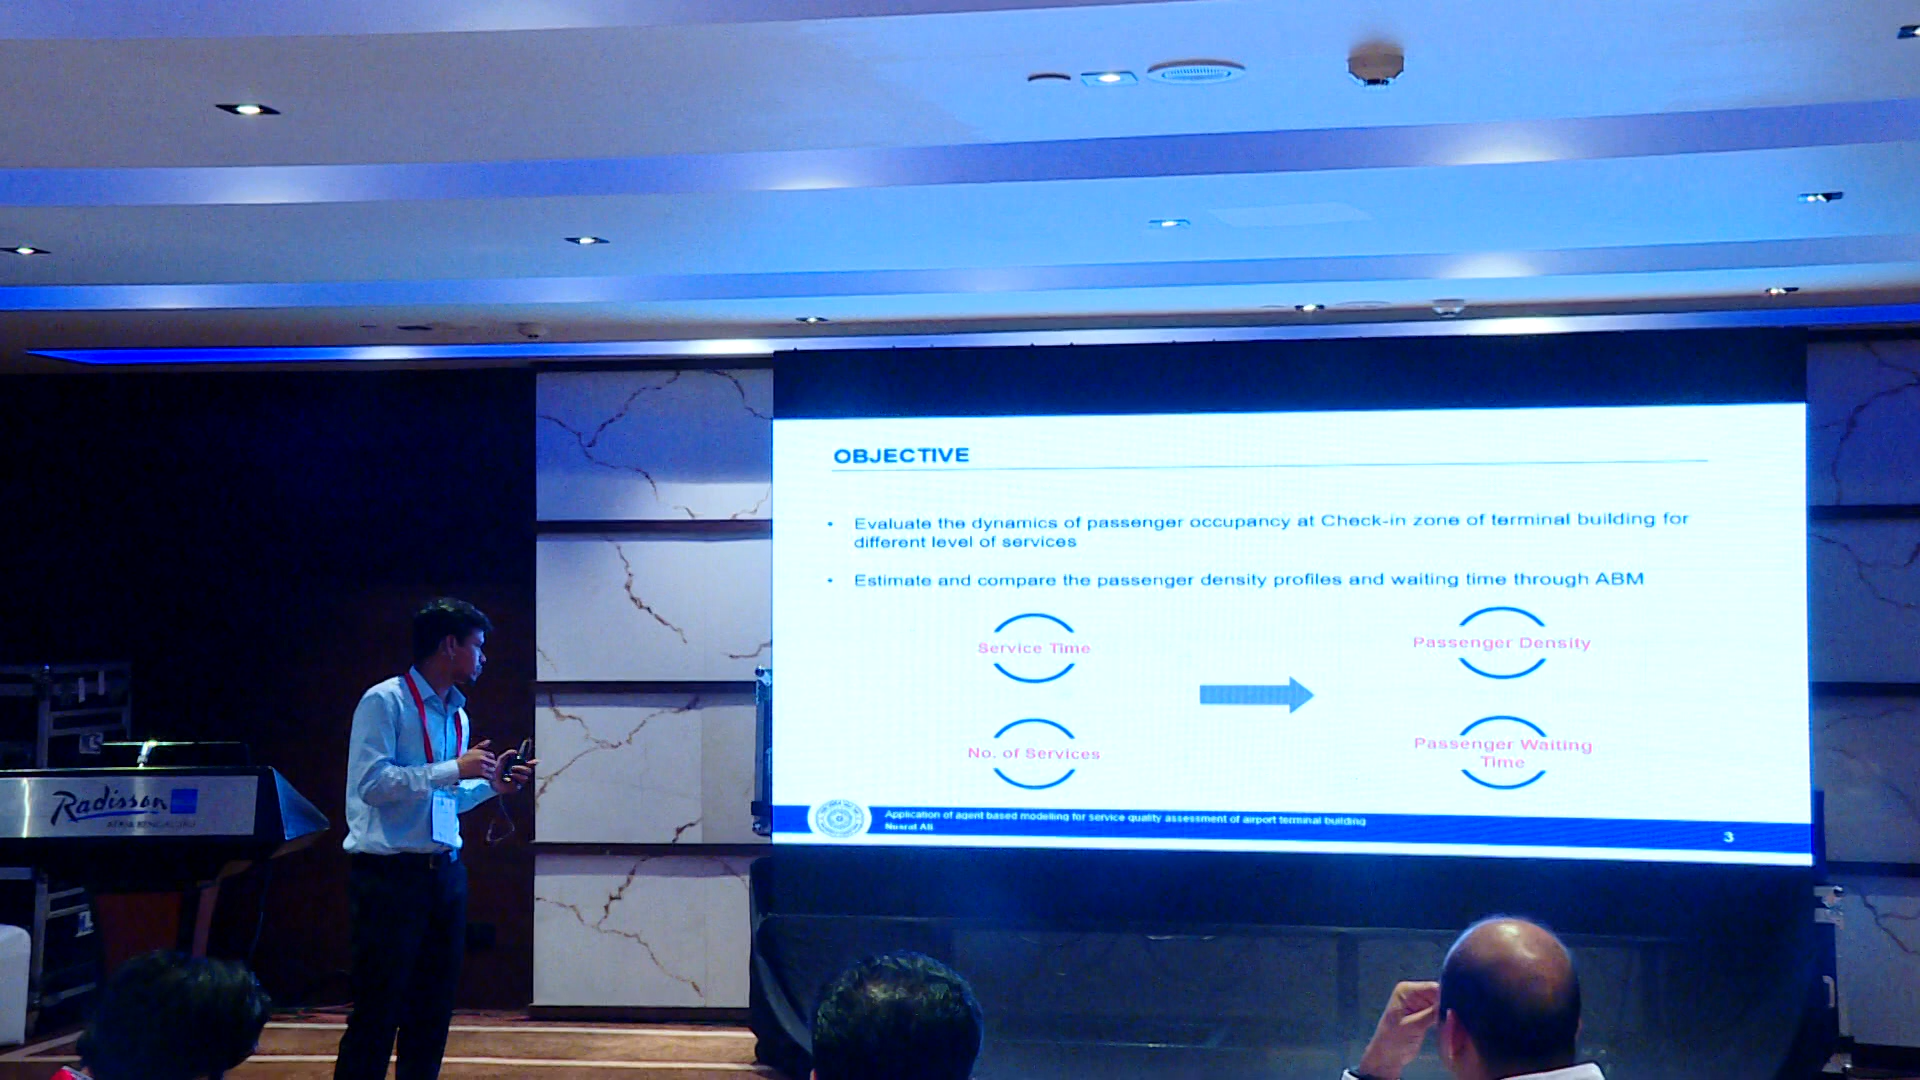 OBJECTIVE
• Evaluate the dynamics of passenger occupancy at Check-in zone of terminal building for
different level of services
• Estimate and compare the passenger density profiles and waiting time through ABM
Service Time
Passenger Density
No. of Services
Passenger Waiting
Time
Application of agent based modelling for service quality assessment of airport terminal building
Nusrat Ali
3
Radisson